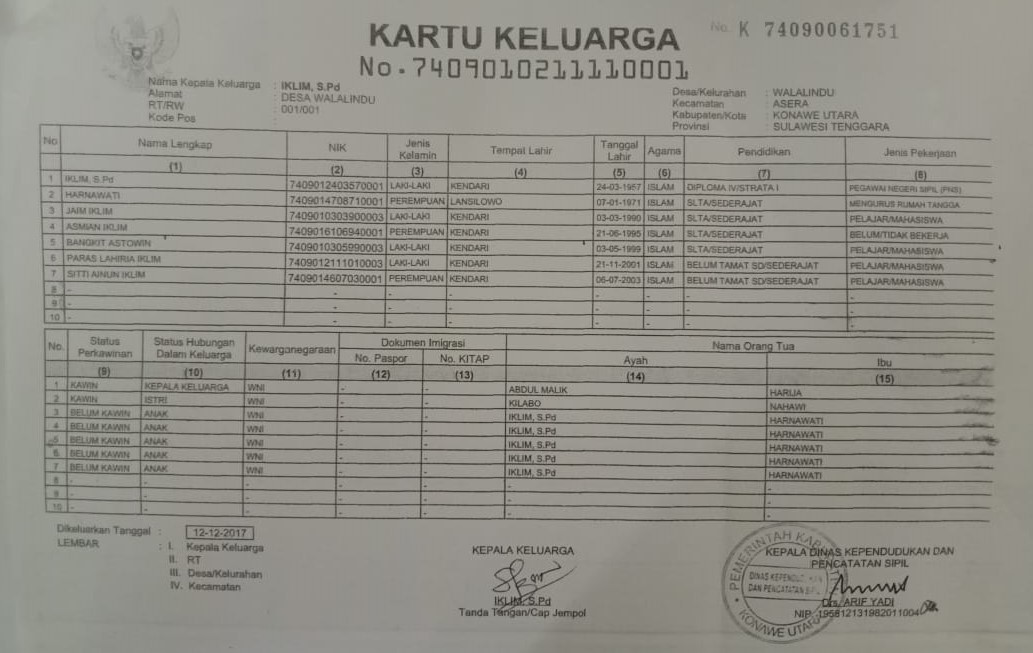 KARTU KELUARGA
No. K 74090061751
No.7409010211110001
Nama Kepala Keluarga : IKLIM, S.Pd
Alamat : DESA WALALINDU
RT/RW : 001/001
Kode Pos :
Desa/Kelurahan : WALALINDU
Kecamatan : ASERA
Kabupaten/Kota : KONAWE UTARA
Provinsi : SULAWESI TENGGARA
No Nama Lengkap NIK Jenis Kelamin Tempat Lahir Tanggal Lahir Agama Pendidikan Jenis Pekerjaan
(1) (2) (3) (4) (5) (6) (7) (8)
1 IKLIM, S.Pd 7409012403570001 LAKI-LAKI KENDARI 24-03-1957 ISLAM DIPLOMA IV/STRATA I PEGAWAI NEGERI SIPIL (PNS)
2 HARNAWATI 7409014708710001 PEREMPUAN LANSILOWO 07-01-1971 ISLAM SLTA/SEDERAJAT MENGURUS RUMAH TANGGA
3 JAIM IKLIM 7409010303900003 LAKI-LAKI KENDARI 03-03-1990 ISLAM SLTA/SEDERAJAT PELAJAR/MAHASISWA
4 ASMIAN IKLIM 7409016106940001 PEREMPUAN KENDARI 21-06-1995 ISLAM SLTA/SEDERAJAT BELUM/TIDAK BEKERJA
5 BANGKIT ASTOWIN 7409010305990003 LAKI-LAKI KENDARI 03-05-1999 ISLAM SLTA/SEDERAJAT PELAJAR/MAHASISWA
6 PARAS LAHIRIA IKLIM 7409012111010003 LAKI-LAKI KENDARI 21-11-2001 ISLAM BELUM TAMAT SD/SEDERAJAT PELAJAR/MAHASISWA
7 SITTI AINUN IKLIM 7409014607030001 PEREMPUAN KENDARI 06-07-2003 ISLAM BELUM TAMAT SD/SEDERAJAT PELAJAR/MAHASISWA
8 - - - - - - - -
9 - - - - - - - -
10 - - - - - - - -
No. Status Perkawinan Status Hubungan Dalam Keluarga Kewarganegaraan Dokumen Imigrasi Nama Orang Tua
No. Paspor No. KITAP Ayah Ibu
(9) (10) (11) (12) (13) (14) (15)
1 KAWIN KEPALA KELUARGA WNI - - ABDUL MALIK HARIJA
2 KAWIN ISTRI WNI - - KILABO NAHAWI
3 BELUM KAWIN ANAK WNI - - IKLIM, S.Pd HARNAWATI
4 BELUM KAWIN ANAK WNI - - IKLIM, S.Pd HARNAWATI
5 BELUM KAWIN ANAK WNI - - IKLIM, S.Pd HARNAWATI
6 BELUM KAWIN ANAK WNI - - IKLIM, S.Pd HARNAWATI
7 BELUM KAWIN ANAK WNI - - IKLIM, S.Pd HARNAWATI
8 - - - - - - -
9 - - - - - - -
10 - - - - - - -
Dikeluarkan Tanggal : 12-12-2017
LEMBAR : I. Kepala Keluarga
II. RT
III. Desa/Kelurahan
IV. Kecamatan
KEPALA KELUARGA
IKLIM, S.Pd
Tanda Tangan/Cap Jempol
KEPALA DINAS KEPENDUDUKAN DAN
PENCATATAN SIPIL
Drs. ARIF YADI
NIP. 195812131982011004
PEMERINTAH
DINAS KEPENDUDUKAN
DAN PENCATATAN SIPIL
KONAWE UTARA